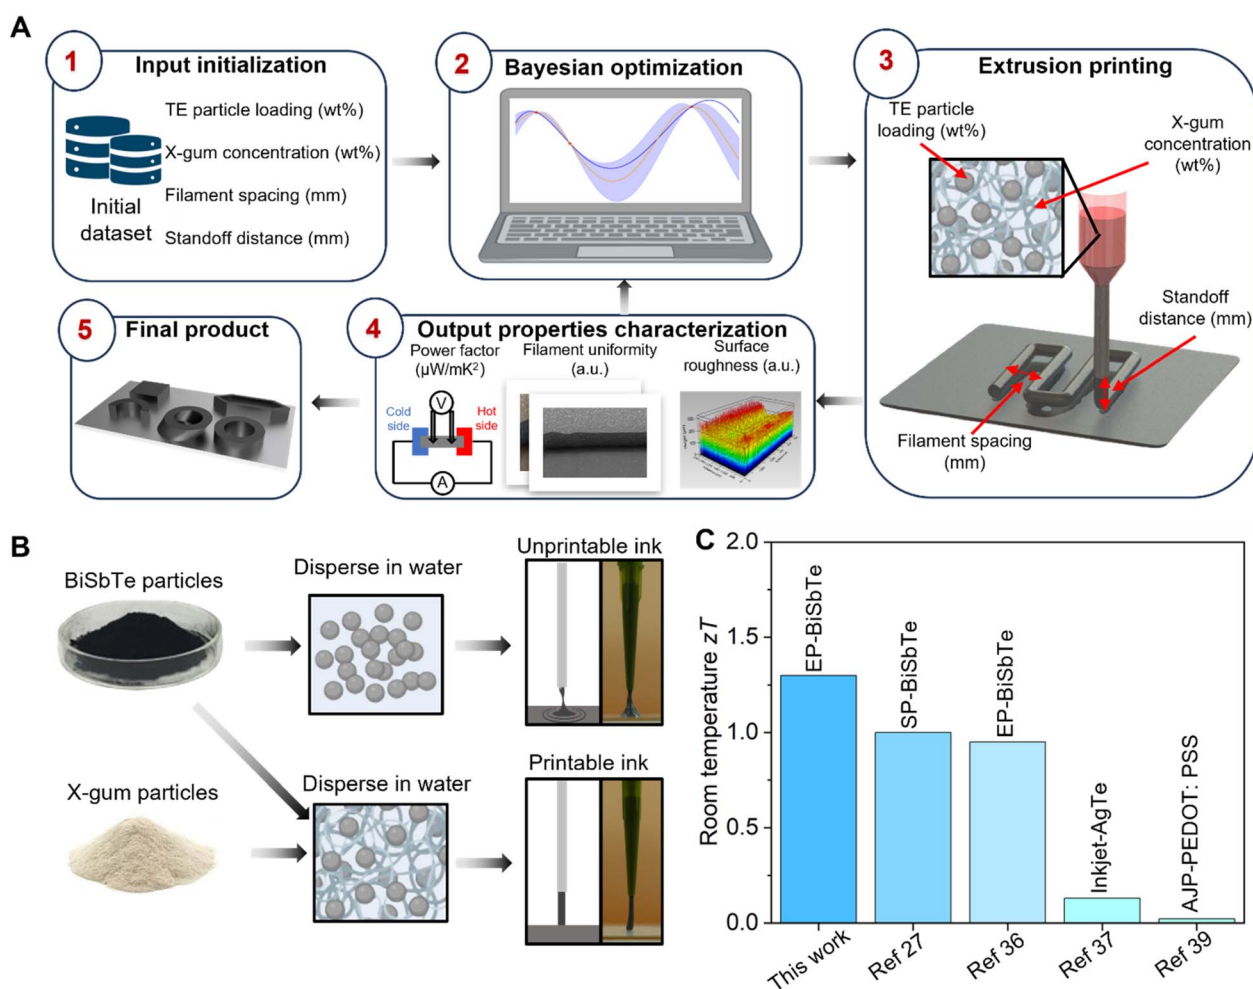 A
1
Input initialization
TE particle loading (wt%)
X-gum concentration (wt%)
Filament spacing (mm)
Standoff distance (mm)
Initial
dataset
2
Bayesian optimization
3
Extrusion printing
TE particle
loading (wt%)
X-gum
concentration
(wt%)
Standoff
distance (mm)
Filament spacing
(mm)
4
Output properties characterization
Power factor
(µW/mK²)
Cold
side
Hot
side
V
A
Filament uniformity
(a.u.)
Surface
roughness (a.u.)
5
Final product
B
BiSbTe particles
Disperse in water
Unprintable ink
X-gum particles
Disperse in water
Printable ink
C
Room temperature zT
2.0
1.5
1.0
0.5
0.0
EP-BiSbTe
SP-BiSbTe
EP-BiSbTe
Inkjet-AgTe
AJP-PEDOT: PSS
This work
Ref 27
Ref 36
Ref 37
Ref 39